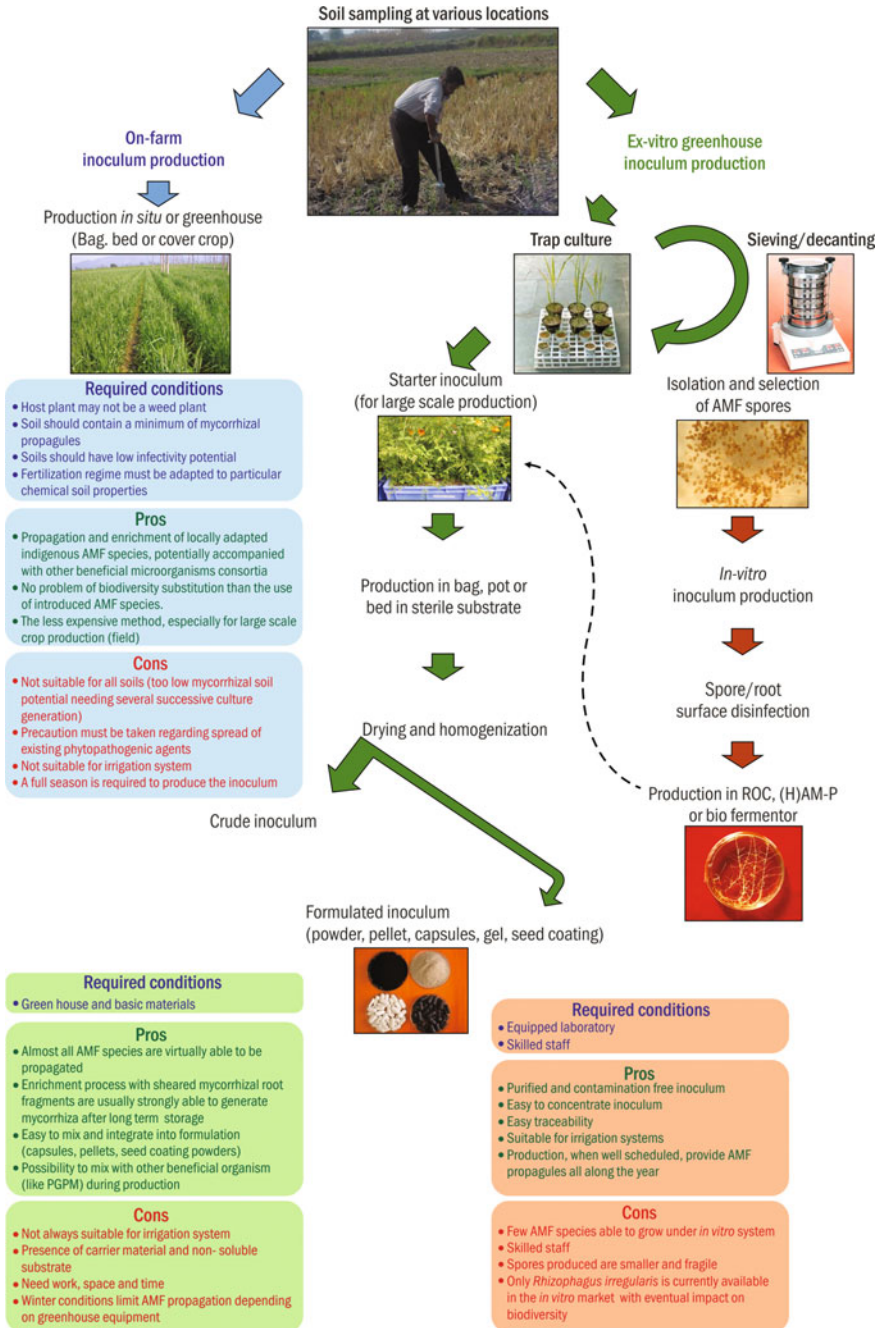 Soil sampling at various locations
On-farm
inoculum production
Ex-vitro greenhouse
inoculum production
Production in situ or greenhouse
(Bag. bed or cover crop)
Trap culture
Sieving/decanting
Required conditions
• Host plant may not be a weed plant
• Soil should contain a minimum of mycorrhizal
propagules
• Soils should have low infectivity potential
• Fertilization regime must be adapted to particular
chemical soil properties
Pros
• Propagation and enrichment of locally adapted
indigenous AMF species, potentially accompanied
with other beneficial microorganisms consortia
• No problem of biodiversity substitution than the use
of introduced AMF species.
• The less expensive method, especially for large scale
crop production (field)
Cons
• Not suitable for all soils (too low mycorrhizal soil
potential needing several successive culture
generation)
• Precaution must be taken regarding spread of
existing phytopathogenic agents
• Not suitable for irrigation system
• A full season is required to produce the inoculum
Starter inoculum
(for large scale production)
Production in bag, pot or
bed in sterile substrate
Drying and homogenization
Crude inoculum
Formulated inoculum
(powder, pellet, capsules, gel, seed coating)
Isolation and selection
of AMF spores
In-vitro
inoculum production
Spore/root
surface disinfection
Production in ROC, (H)AM-P
or bio fermentor
Required conditions
• Green house and basic materials
Pros
• Almost all AMF species are virtually able to be
propagated
• Enrichment process with sheared mycorrhizal root
fragments are usually strongly able to generate
mycorrhiza after long term storage
• Easy to mix and integrate into formulation
(capsules, pellets, seed coating powders)
• Possibility to mix with other beneficial organism
(like PGPM) during production
Cons
• Not always suitable for irrigation system
• Presence of carrier material and non- soluble
substrate
• Need work, space and time
• Winter conditions limit AMF propagation depending
on greenhouse equipment
Required conditions
• Equipped laboratory
• Skilled staff
Pros
• Purified and contamination free inoculum
• Easy to concentrate inoculum
• Easy traceability
• Suitable for irrigation systems
• Production, when well scheduled, provide AMF
propagules all along the year
Cons
• Few AMF species able to grow under in vitro system
• Skilled staff
• Spores produced are smaller and fragile
• Only Rhizophagus irregularis is currently available
in the in vitro market with eventual impact on
biodiversity